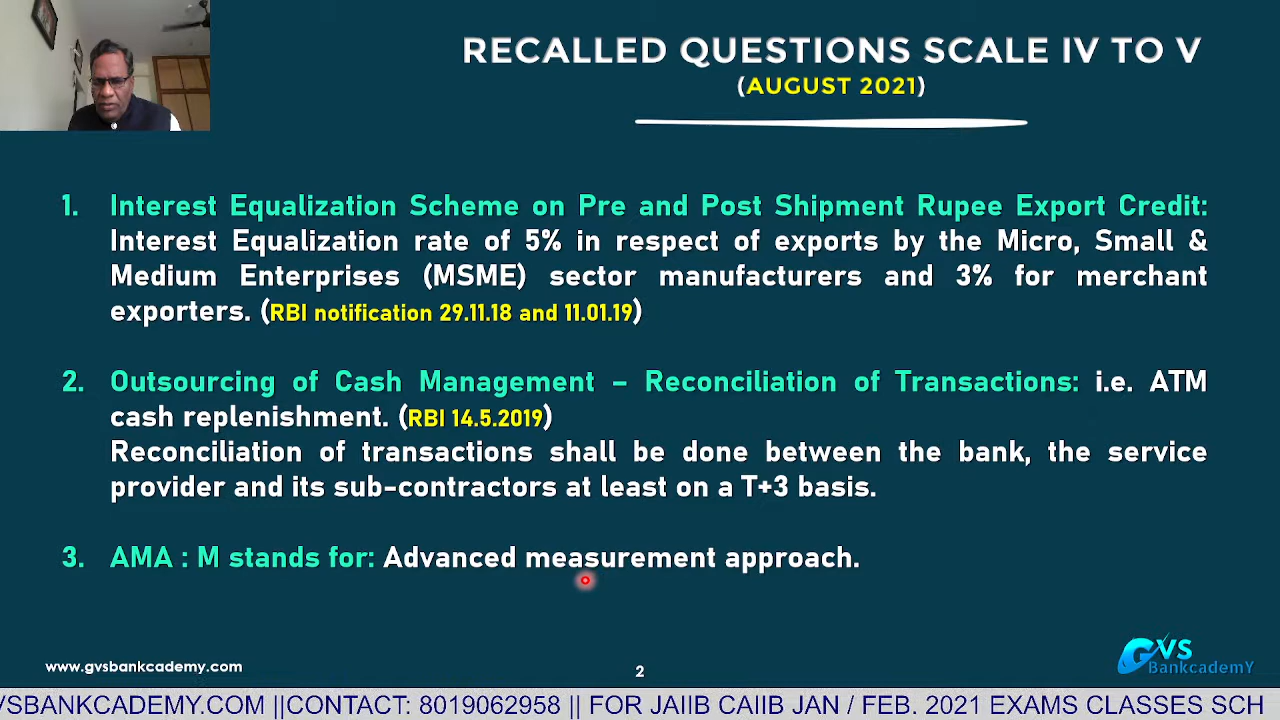 RECALLED QUESTIONS SCALE IV TO V
(AUGUST 2021)
1. Interest Equalization Scheme on Pre and Post Shipment Rupee Export Credit:
Interest Equalization rate of 5% in respect of exports by the Micro, Small &
Medium Enterprises (MSME) sector manufacturers and 3% for merchant
exporters. (RBI notification 29.11.18 and 11.01.19)
2. Outsourcing of Cash Management – Reconciliation of Transactions: i.e. ATM
cash replenishment. (RBI 14.5.2019)
Reconciliation of transactions shall be done between the bank, the service
provider and its sub-contractors at least on a T+3 basis.
3. AMA : M stands for: Advanced measurement approach.
www.gvsbankcademy.com
2
GVS
BankcademY
VSBANKCADEMY.COM ||CONTACT: 8019062958 || FOR JAIIB CAIIB JAN / FEB. 2021 EXAMS CLASSES SCH